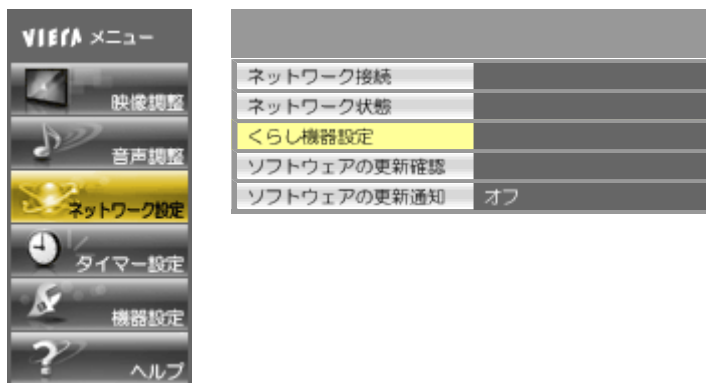 VIErA メニュー
映像調整
音声調整
ネットワーク設定
タイマー設定
機器設定
ヘルプ
ネットワーク接続
ネットワーク状態
くらし機器設定
ソフトウェアの更新確認
ソフトウェアの更新通知 オフ